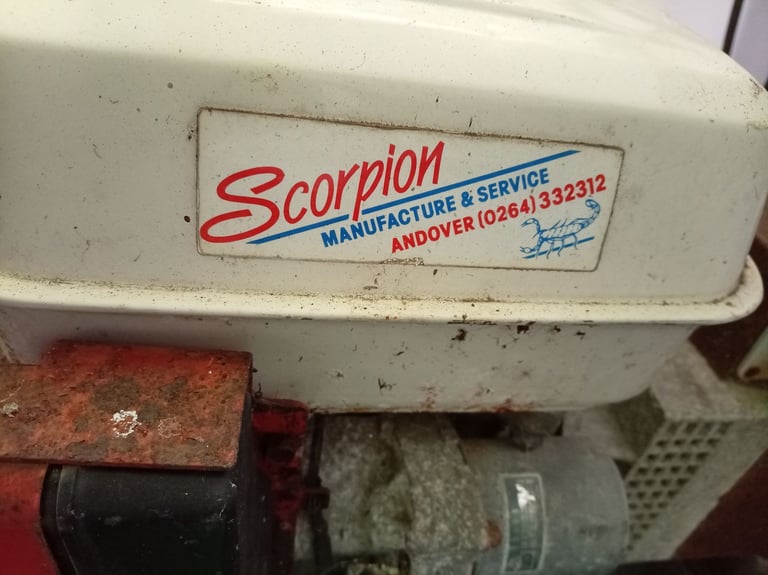 Scorpion
MANUFACTURE & SERVICE
ANDOVER (0264) 332312